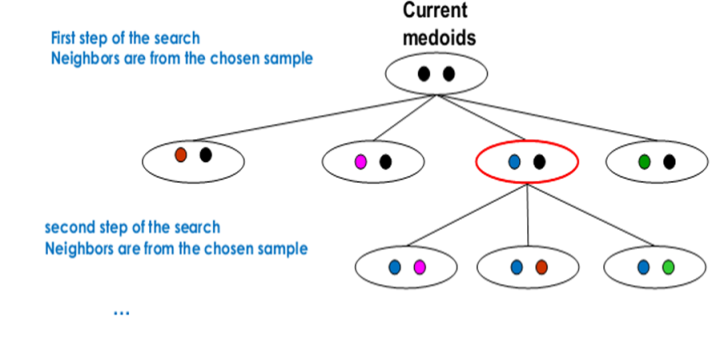 Current
medoids
First step of the search
Neighbors are from the chosen sample
second step of the search
Neighbors are from the chosen sample
...